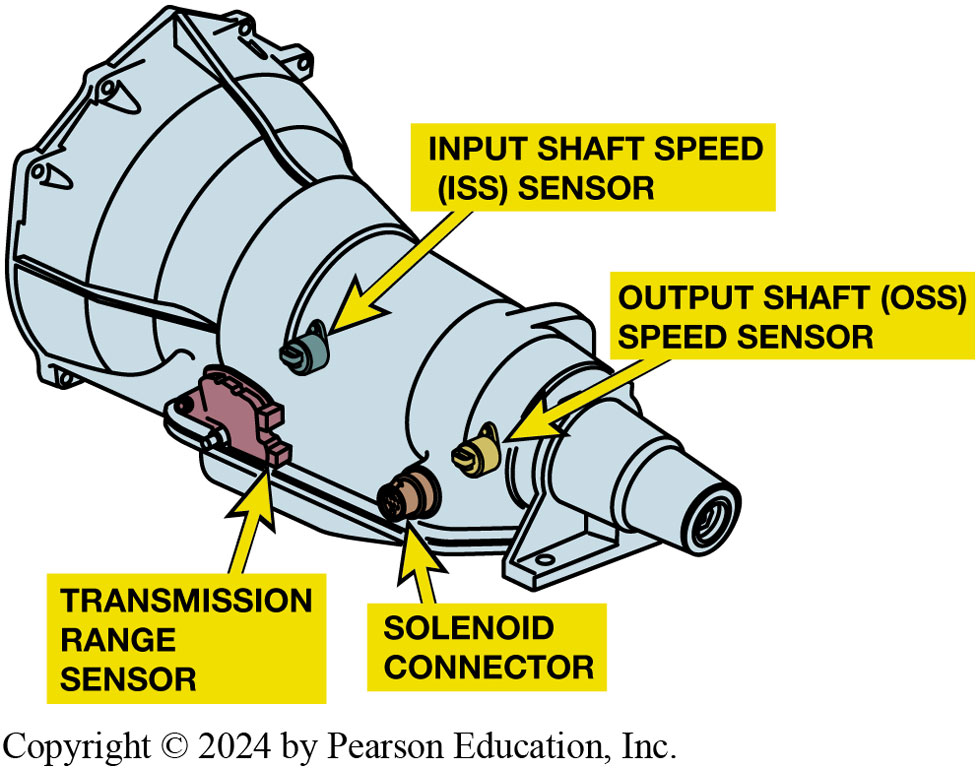 INPUT SHAFT SPEED
(ISS) SENSOR
OUTPUT SHAFT (OSS)
SPEED SENSOR
TRANSMISSION
RANGE
SENSOR
SOLENOID
CONNECTOR
Copyright © 2024 by Pearson Education, Inc.